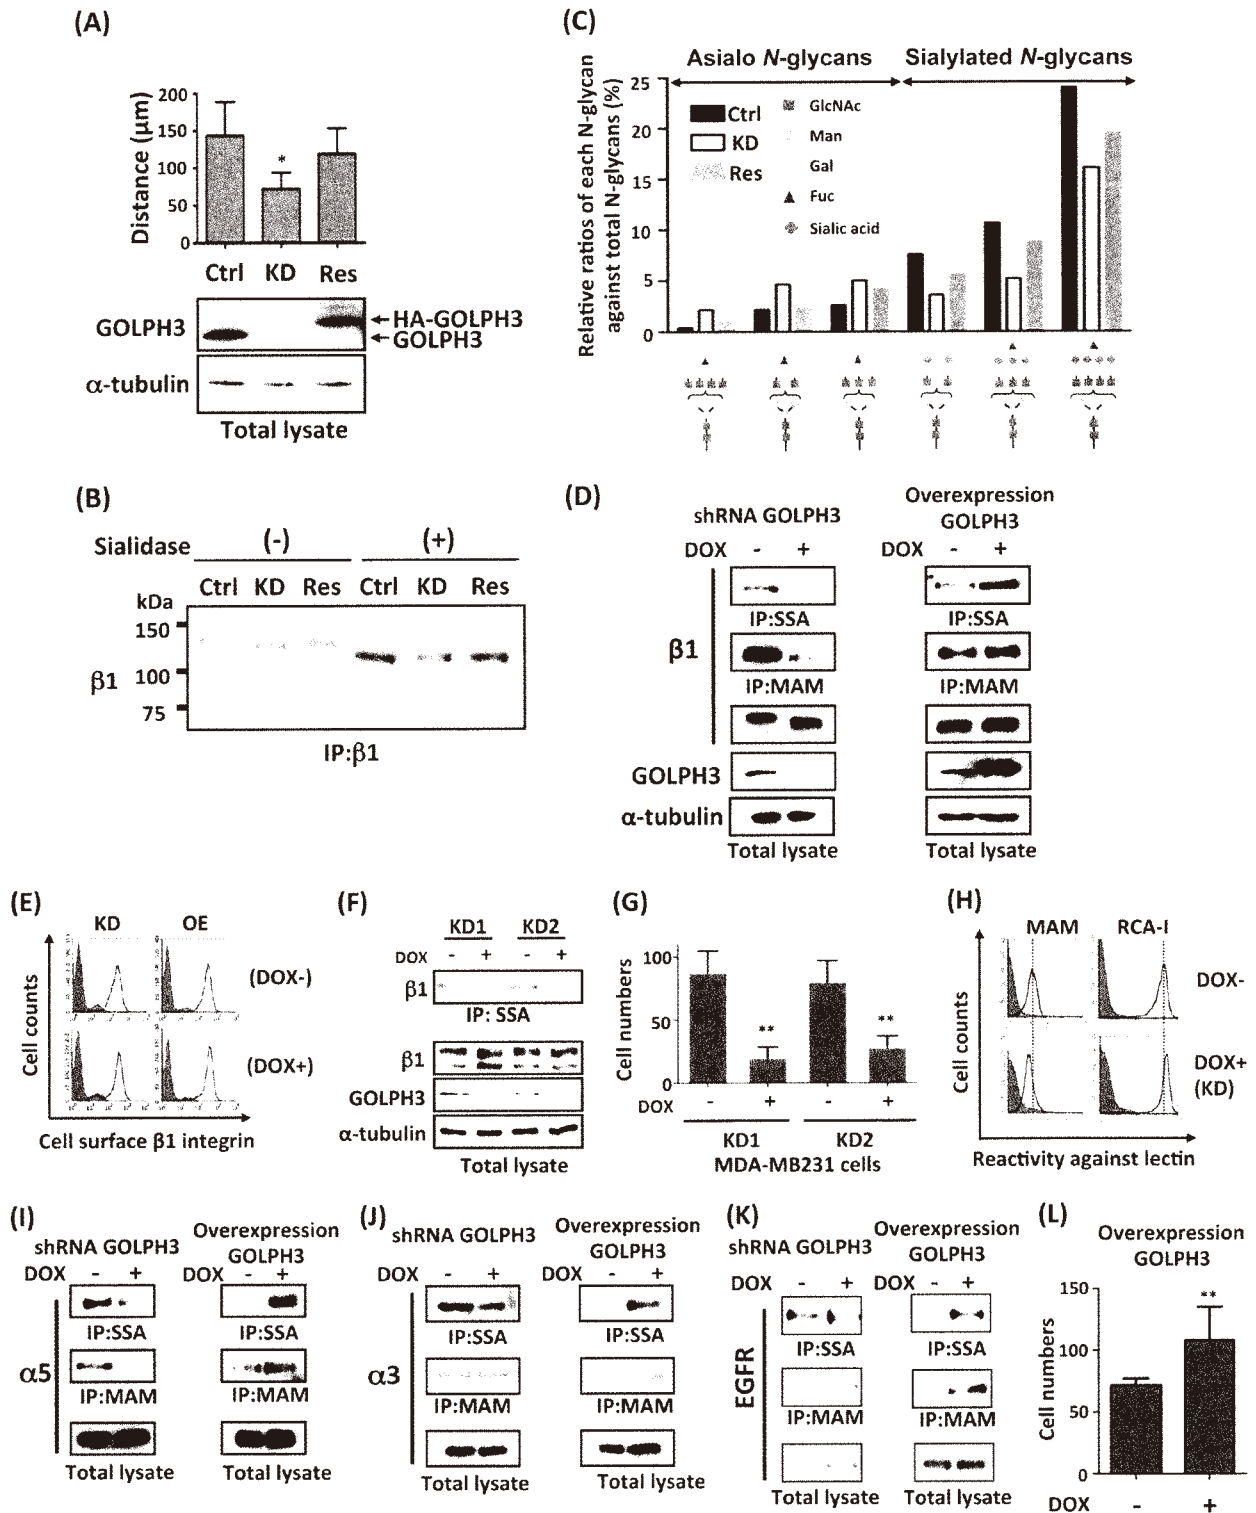 (A)
Distance (μm)
200
150
100
50
0
*
Ctrl KD Res
GOLPH3
HA-GOLPH3
GOLPH3
α-tubulin
Total lysate
(B)
Sialidase (-) (+)
Ctrl KD Res Ctrl KD Res
kDa
150
100
75
β1
IP:β1
(C)
Asialo N-glycans
Sialylated N-glycans
Relative ratios of each N-glycan
against total N-glycans (%)
25
20
15
10
5
0
Ctrl
KD
Res
GlcNAc
Man
Gal
Fuc
Sialic acid
(D)
shRNA GOLPH3
Overexpression
GOLPH3
DOX - +
DOX - +
β1
IP:SSA
IP:SSA
IP:MAM
IP:MAM
GOLPH3
α-tubulin
Total lysate
Total lysate
(E)
KD OE
Cell counts
(DOX-)
(DOX+)
Cell surface β1 integrin
(F)
KD1 KD2
DOX - + - +
β1
IP: SSA
β1
GOLPH3
α-tubulin
Total lysate
(G)
Cell numbers
100
50
0
**
**
DOX - + - +
KD1 KD2
MDA-MB231 cells
(H)
MAM RCA-I
Cell counts
DOX-
DOX+
(KD)
Reactivity against lectin
(I)
shRNA GOLPH3
Overexpression
GOLPH3
DOX - +
DOX - +
α5
IP:SSA
IP:SSA
IP:MAM
IP:MAM
Total lysate
Total lysate
(J)
shRNA GOLPH3
Overexpression
GOLPH3
DOX - +
DOX - +
α3
IP:SSA
IP:SSA
IP:MAM
IP:MAM
Total lysate
Total lysate
(K)
shRNA GOLPH3
Overexpression
GOLPH3
DOX - +
DOX - +
EGFR
IP:SSA
IP:SSA
IP:MAM
IP:MAM
Total lysate
Total lysate
(L)
Overexpression
GOLPH3
Cell numbers
150
100
50
0
**
DOX - +